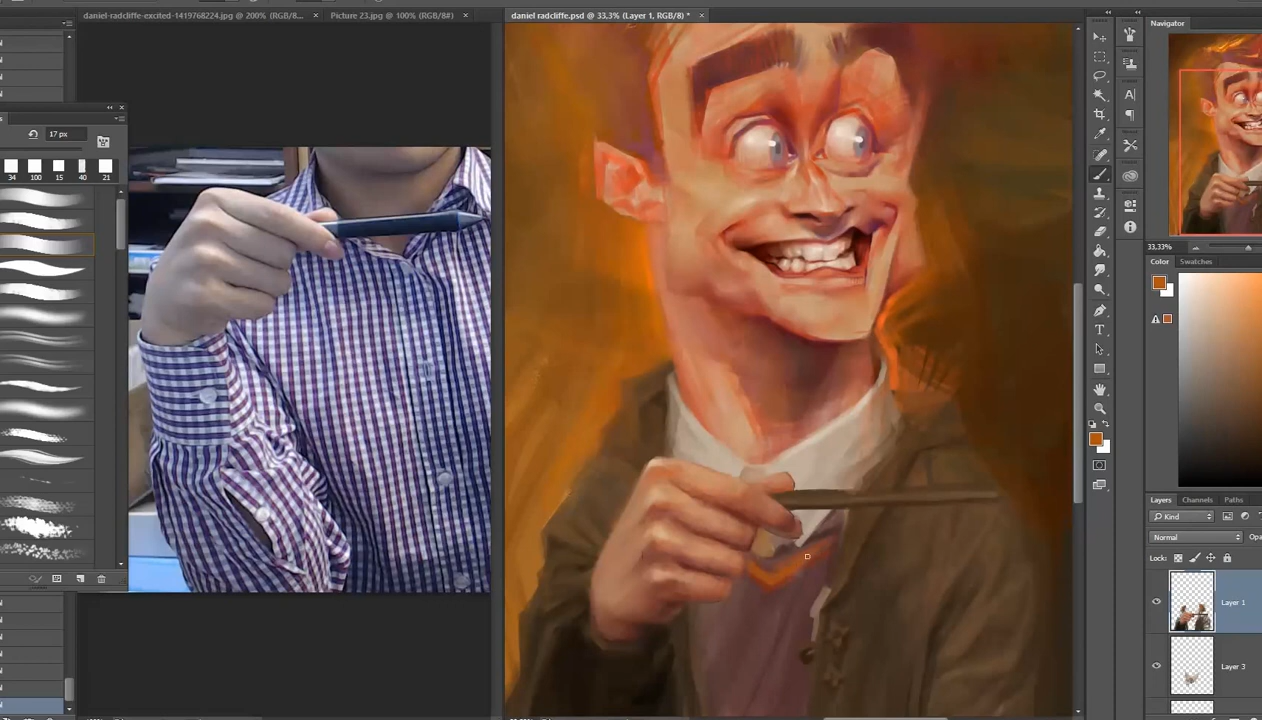 daniel-radcliffe-excited-1419768224.jpg @ 200% (RGB/8...
Picture 23.jpg @ 100% (RGB/8#)
daniel radcliffe.psd @ 33,3% (Layer 1, RGB/8) *
Navigator
17 px
34 100 15 40 21
33,33%
Color Swatches
Layers Channels Paths
Kind
Normal
Lock:
Layer 1
Layer 3